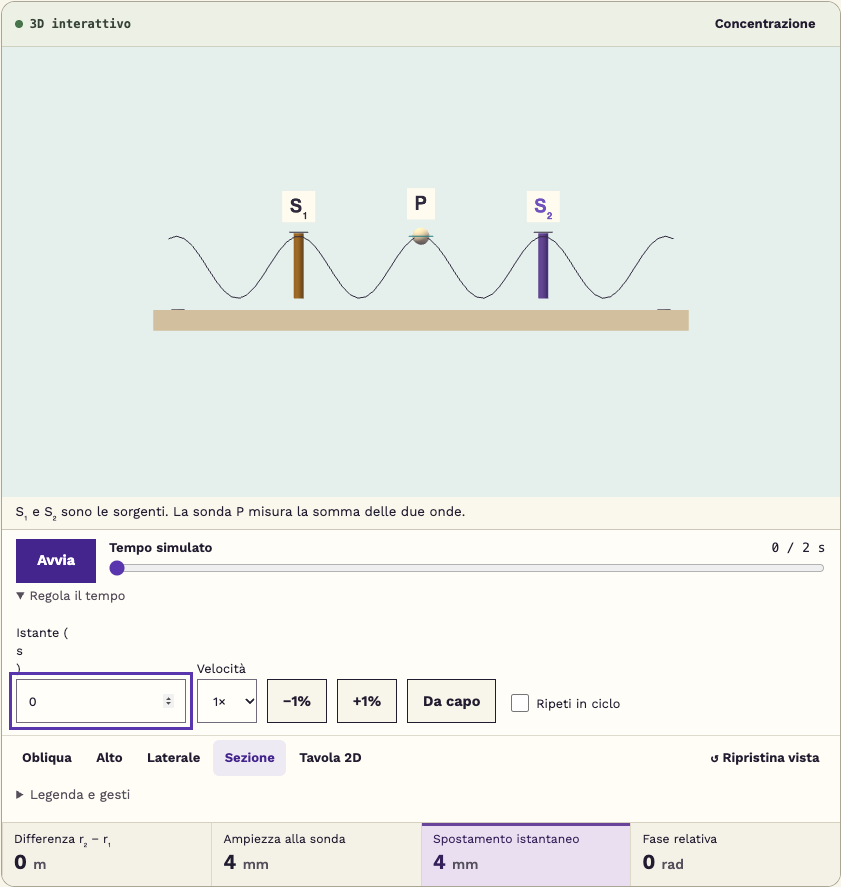 3D interattivo
Concentrazione
S₁
P
S₂
S₁ e S₂ sono le sorgenti. La sonda P misura la somma delle due onde.
Avvia
Tempo simulato
0 / 2 s
▼ Regola il tempo
Istante (
s
)
Velocità
0
1×
−1%
+1%
Da capo
Ripeti in ciclo
Obliqua
Alto
Laterale
Sezione
Tavola 2D
↺ Ripristina vista
▶ Legenda e gesti
Differenza r₂ − r₁
0 m
Ampiezza alla sonda
4 mm
Spostamento istantaneo
4 mm
Fase relativa
0 rad